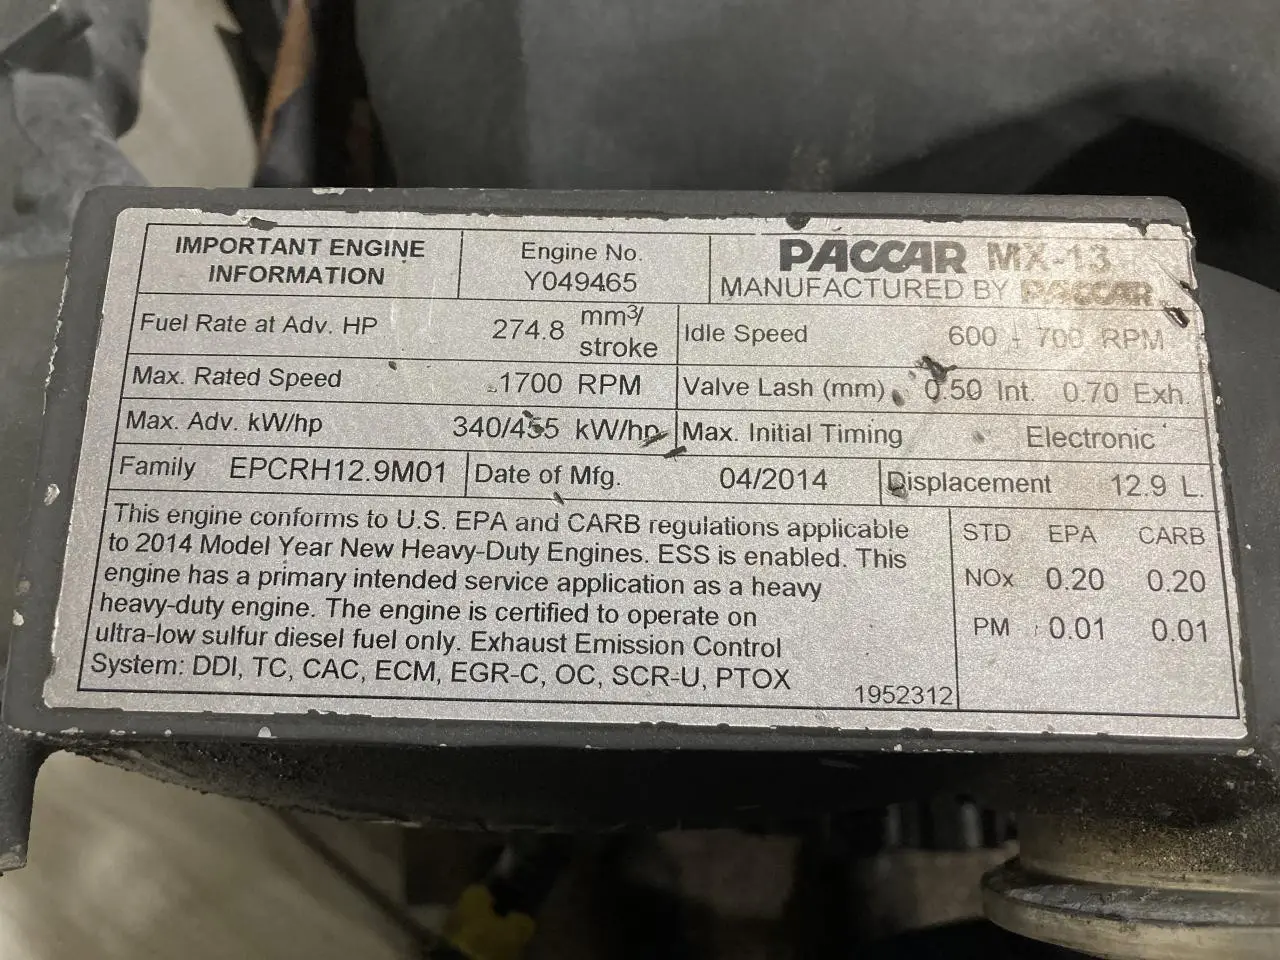 IMPORTANT ENGINE
INFORMATION
Engine No.
Y049465
PACCAR MX-13
MANUFACTURED BY PACCAR
Fuel Rate at Adv. HP 274.8 mm³/
stroke
Idle Speed 600 - 700 RPM
Max. Rated Speed 1700 RPM
Valve Lash (mm) 0.50 Int. 0.70 Exh.
Max. Adv. kW/hp 340/455 kW/hp
Max. Initial Timing Electronic
Family EPCRH12.9M01
Date of Mfg. 04/2014
Displacement 12.9 L.
This engine conforms to U.S. EPA and CARB regulations applicable
to 2014 Model Year New Heavy-Duty Engines. ESS is enabled. This
engine has a primary intended service application as a heavy
heavy-duty engine. The engine is certified to operate on
ultra-low sulfur diesel fuel only. Exhaust Emission Control
System: DDI, TC, CAC, ECM, EGR-C, OC, SCR-U, PTOX
1952312
STD EPA CARB
NOx 0.20 0.20
PM 0.01 0.01